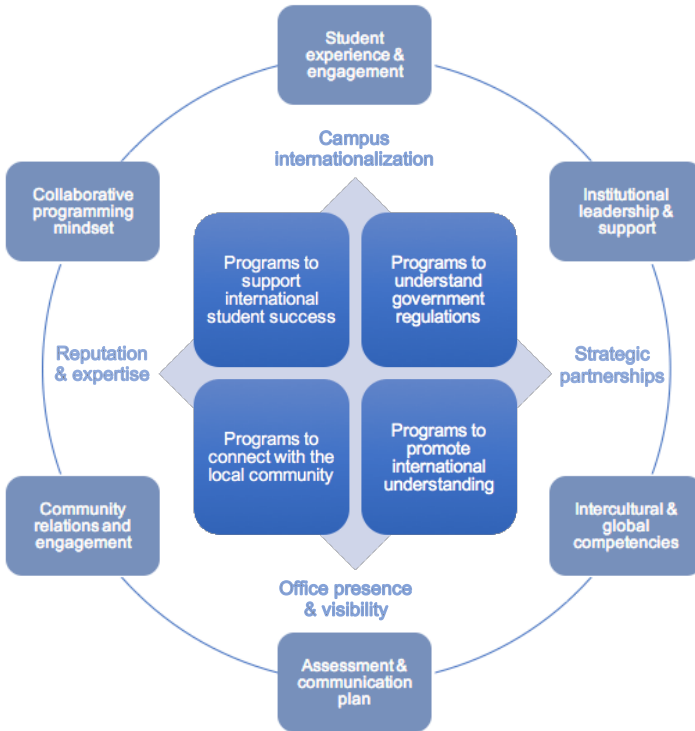 Student
experience &
engagement
Campus
internationalization
Collaborative
programming
mindset
Institutional
leadership &
support
Programs to
support
international
student success
Programs to
understand
government
regulations
Reputation
& expertise
Strategic
partnerships
Programs to
connect with the
local community
Programs to
promote
international
understanding
Community
relations and
engagement
Intercultural &
global
competencies
Office presence
& visibility
Assessment &
communication
plan